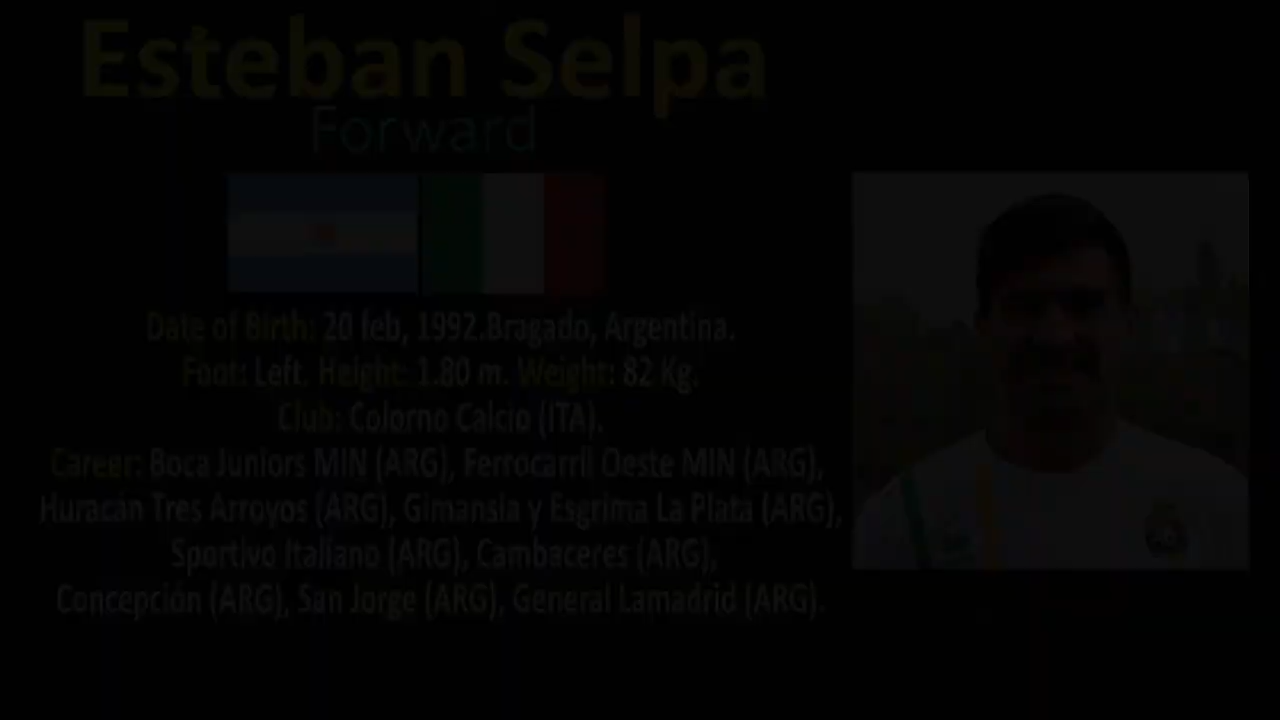 Esteban Selpa
Forward
Date of Birth: 20 feb, 1992.Bragado, Argentina.
Foot: Left. Height: 1.80 m. Weight: 82 Kg.
Club: Colorno Calcio (ITA).
Career: Boca Juniors MIN (ARG), Ferrocarril Oeste MIN (ARG),
Huracán Tres Arroyos (ARG), Gimansia y Esgrima La Plata (ARG),
Sportivo Italiano (ARG), Cambaceres (ARG),
Concepción (ARG), San Jorge (ARG), General Lamadrid (ARG).